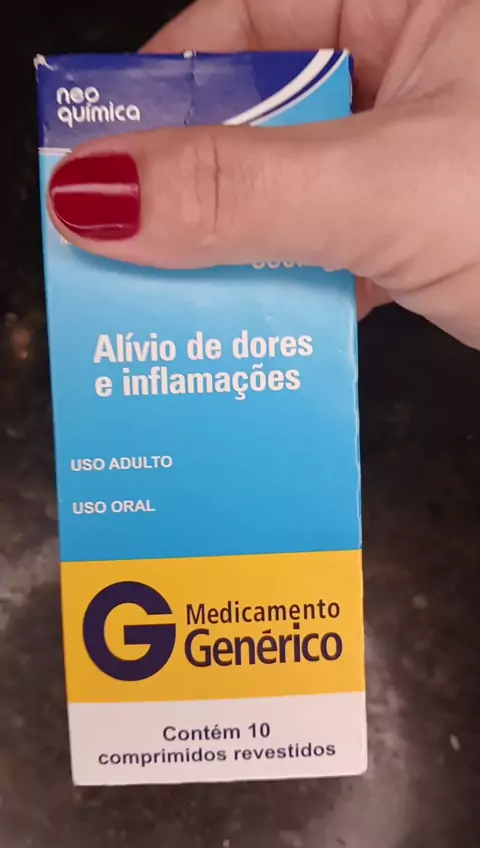 neo
química
Alívio de dores
e inflamações
USO ADULTO
USO ORAL
G Medicamento
Genérico
Contém 10
comprimidos revestidos